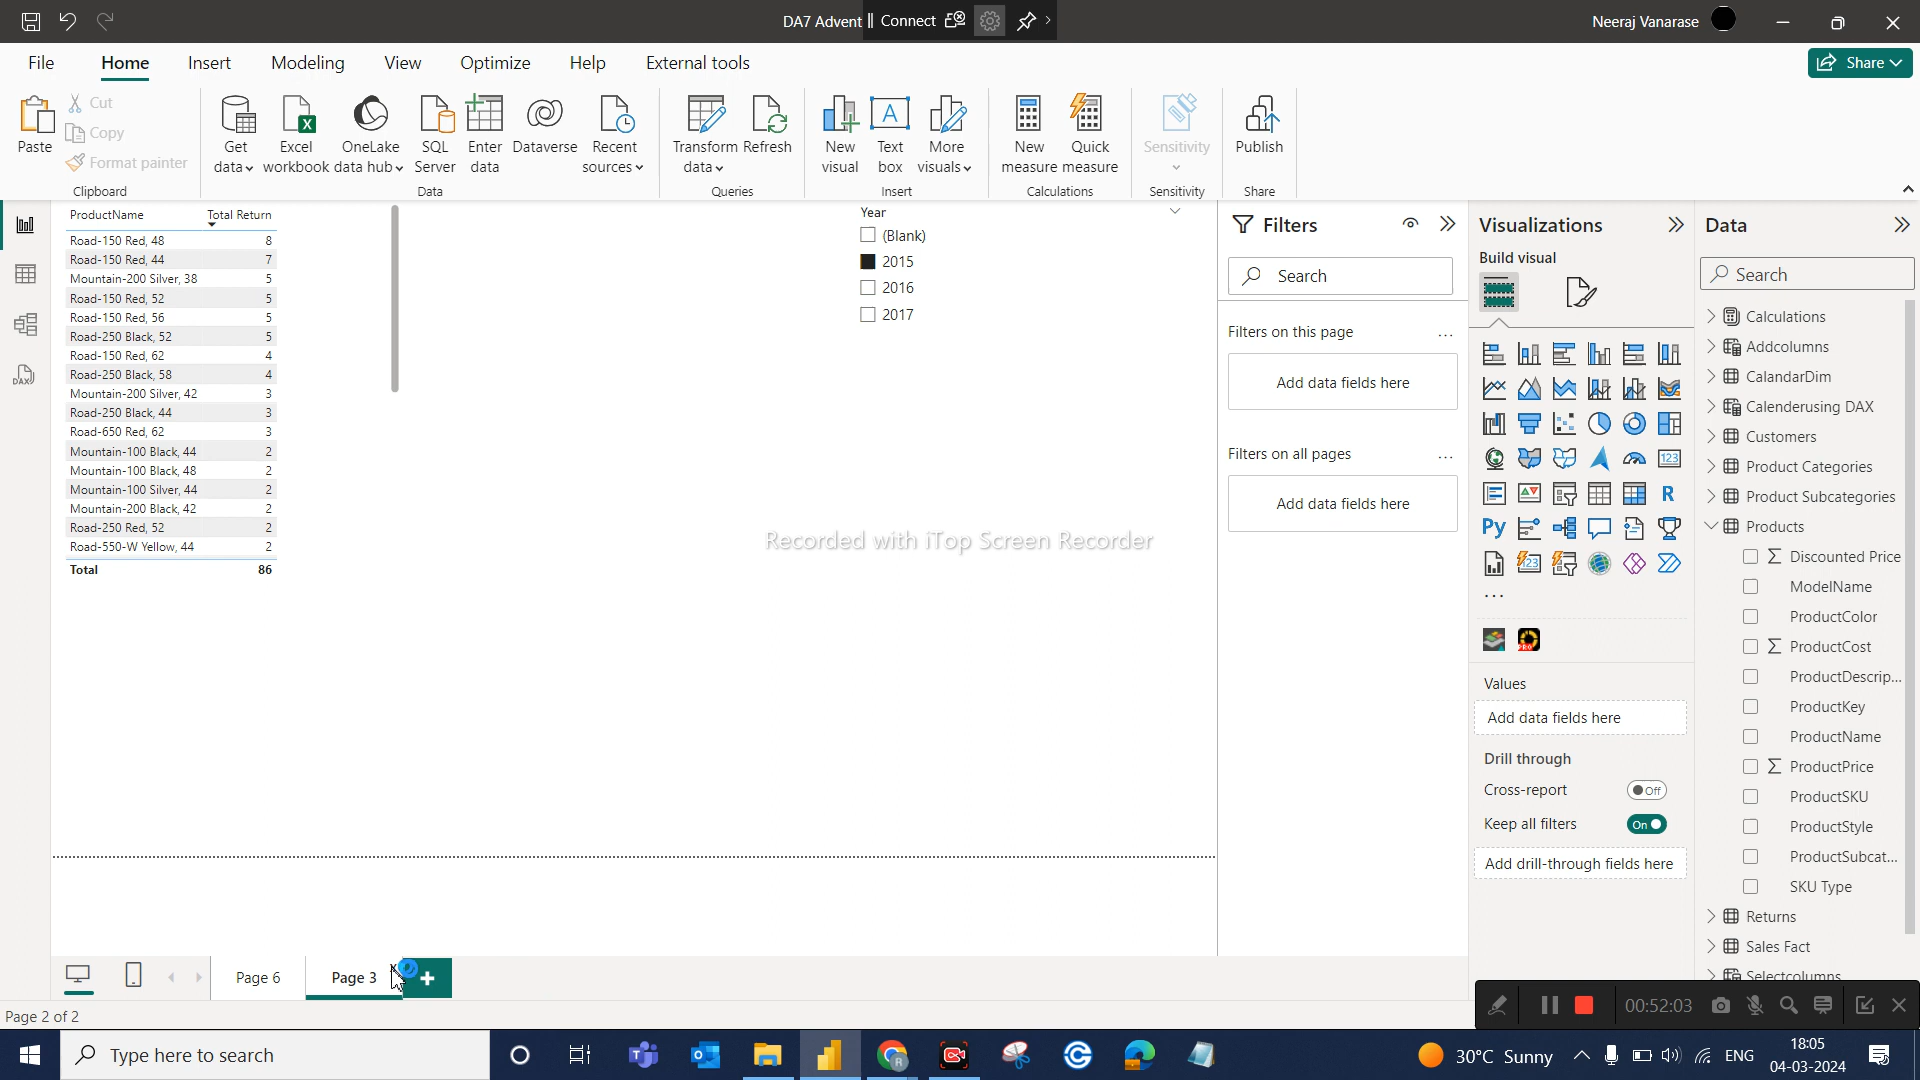 DA7 Advent
Connect
Neeraj Vanarase
File
Home
Insert
Modeling
View
Optimize
Help
External tools
Share
Paste
Cut
Copy
Format painter
Clipboard
Get data
Excel workbook
OneLake data hub
SQL Server
Enter data
Dataverse
Recent sources
Data
Transform data
Refresh
Queries
New visual
Text box
More visuals
Insert
New measure
Quick measure
Calculations
Sensitivity
Sensitivity
Publish
Share
ProductName Total Return
Road-150 Red, 48 8
Road-150 Red, 44 7
Mountain-200 Silver, 38 5
Road-150 Red, 52 5
Road-150 Red, 56 5
Road-250 Black, 52 5
Road-150 Red, 62 4
Road-250 Black, 58 4
Mountain-200 Silver, 42 3
Road-250 Black, 44 3
Road-650 Red, 62 3
Mountain-100 Black, 44 2
Mountain-100 Black, 48 2
Mountain-100 Silver, 44 2
Mountain-200 Black, 42 2
Road-250 Red, 52 2
Road-550-W Yellow, 44 2
Total 86
Year
(Blank)
2015
2016
2017
Recorded with iTop Screen Recorder
Filters
Search
Filters on this page
...
Add data fields here
Filters on all pages
...
Add data fields here
Visualizations
Build visual
123
R
Py
123
...
PRO
Values
Add data fields here
Drill through
Cross-report
Off
Keep all filters
On
Add drill-through fields here
Data
Search
Calculations
Addcolumns
CalandarDim
Calenderusing DAX
Customers
Product Categories
Product Subcategories
Products
Discounted Price
ModelName
ProductColor
ProductCost
ProductDescrip...
ProductKey
ProductName
ProductPrice
ProductSKU
ProductStyle
ProductSubcat...
SKU Type
Returns
Sales Fact
Selectcolumns
DAX
Page 6
Page 3
Page 2 of 2
00:52:03
Type here to search
30°C Sunny
ENG
18:05
04-03-2024